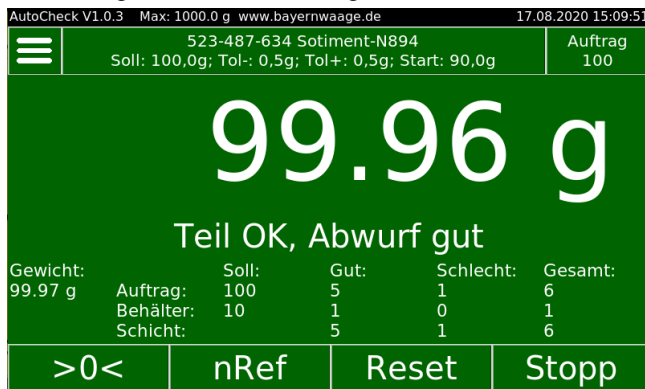 AutoCheck V1.0.3 Max: 1000.0 g www.bayernwaage.de 17.08.2020 15:09:51
523-487-634 Sotiment-N894
Soll: 100,0g; Tol-: 0,5g; Tol+: 0,5g; Start: 90,0g
Auftrag
100
99.96 g
Teil OK, Abwurf gut
Gewicht: Soll: Gut: Schlecht: Gesamt:
99.97 g Auftrag: 100 5 1 6
Behälter: 10 1 0 1
Schicht: 5 1 6
>0< nRef Reset Stopp